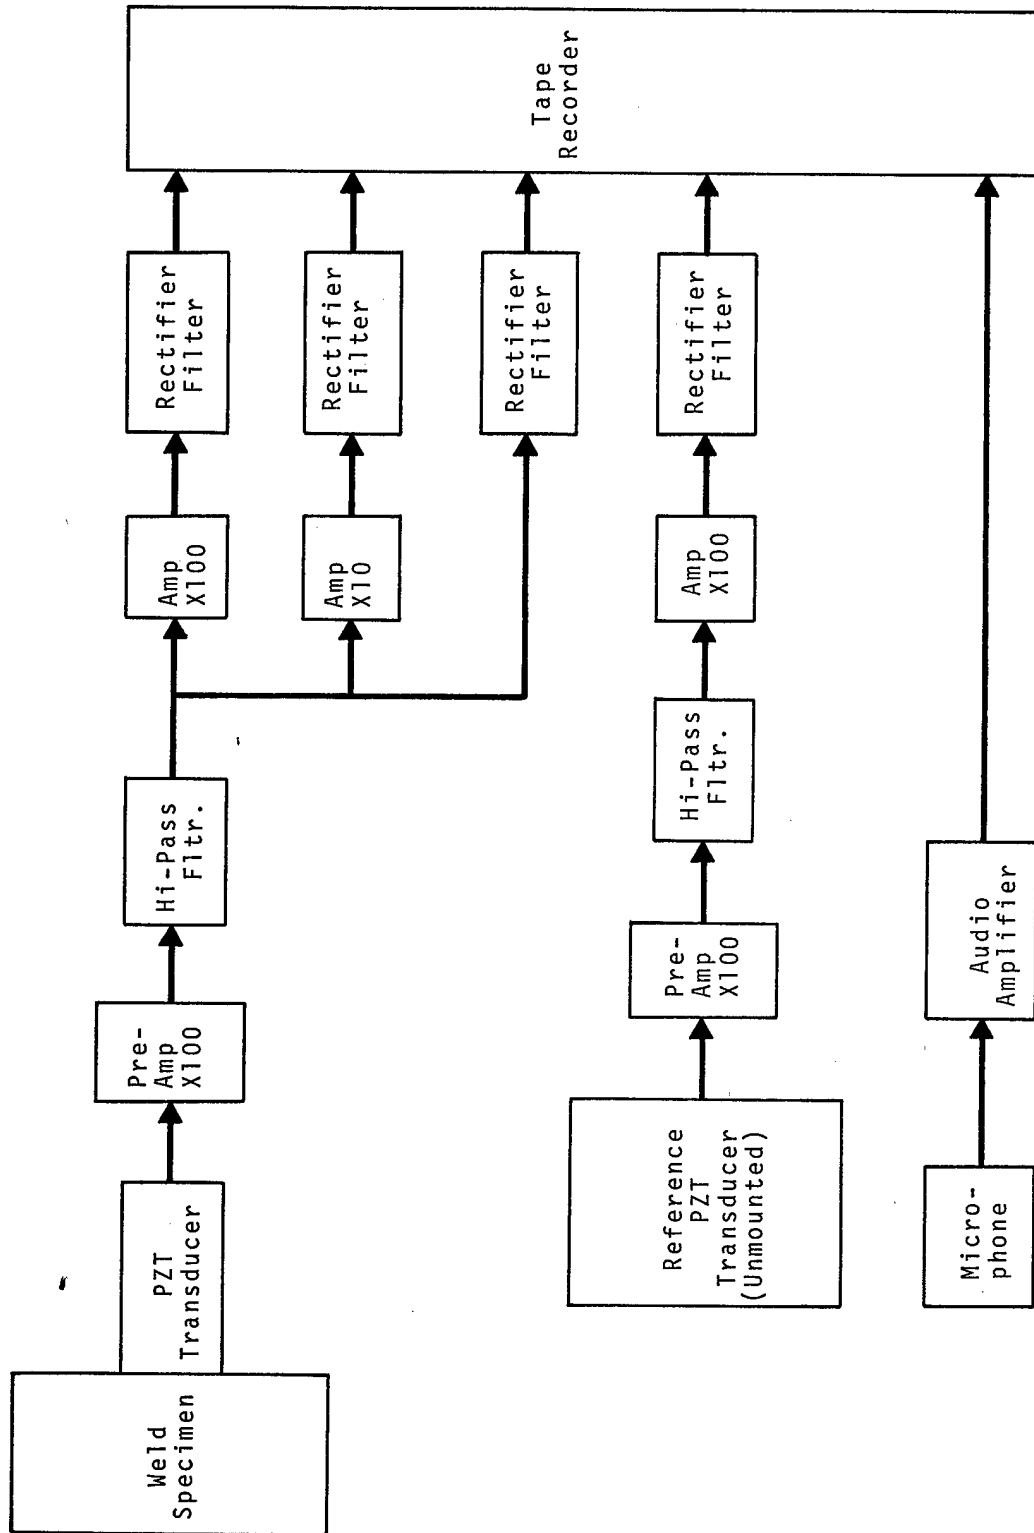 Weld
Specimen
PZT
Transducer
Pre-
Amp
X100
Hi-Pass
Fltr.
Amp
X100
Rectifier
Filter
Amp
X10
Rectifier
Filter
Rectifier
Filter
Tape
Recorder
Reference
PZT
Transducer
(Unmounted)
Pre-
Amp
X100
Hi-Pass
Fltr.
Amp
X100
Rectifier
Filter
Micro-
phone
Audio
Amplifier